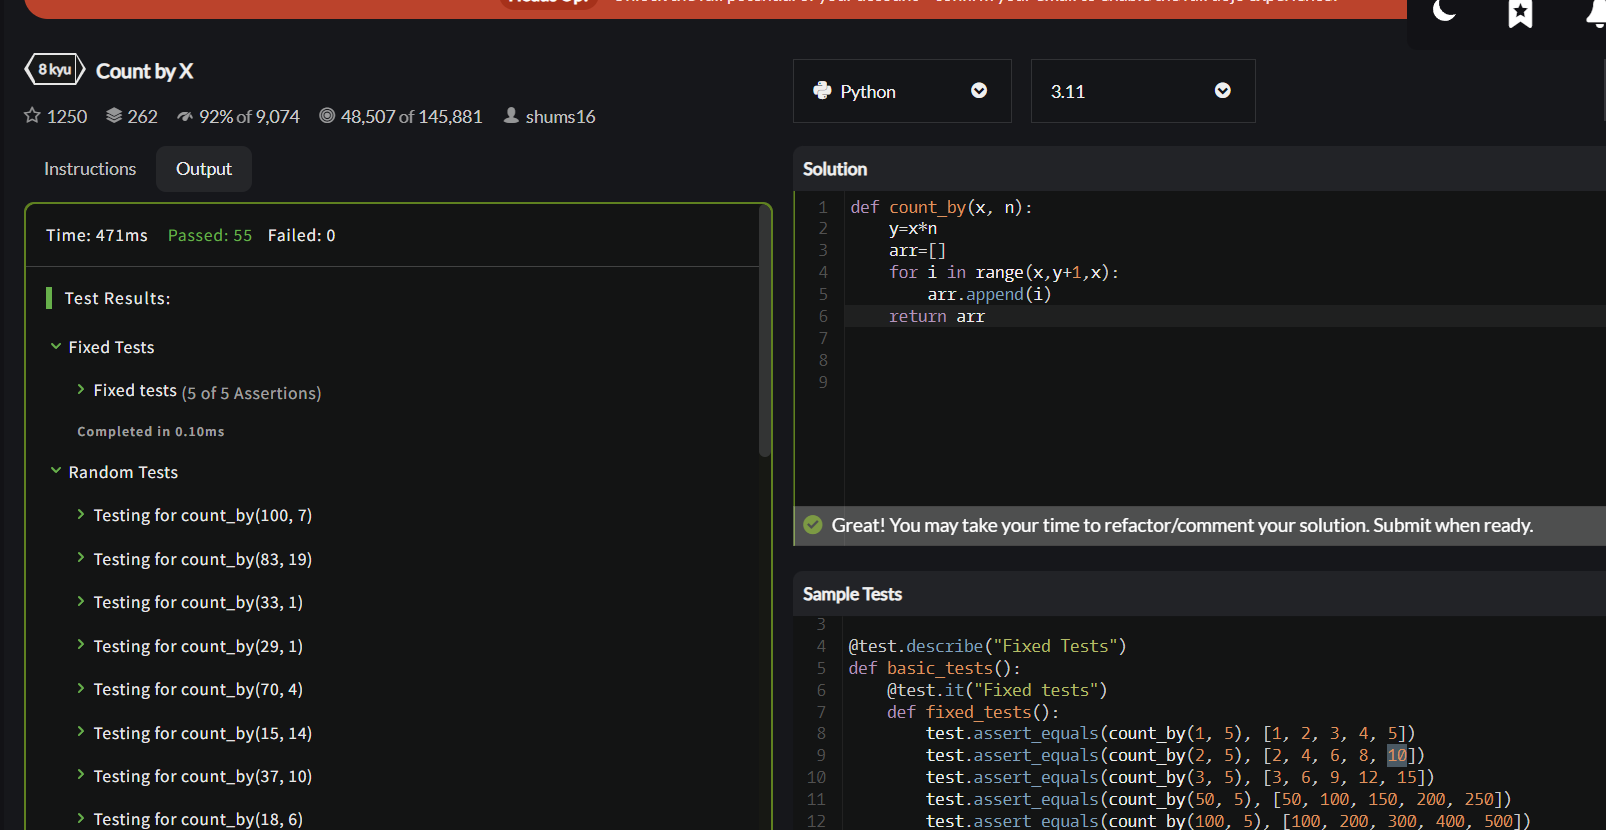 8 kyu Count by X
1250 262 92% of 9,074 48,507 of 145,881 shums16
Instructions Output
Time: 471ms Passed: 55 Failed: 0
Test Results:
Fixed Tests
Fixed tests (5 of 5 Assertions)
Completed in 0.10ms
Random Tests
Testing for count_by(100, 7)
Testing for count_by(83, 19)
Testing for count_by(33, 1)
Testing for count_by(29, 1)
Testing for count_by(70, 4)
Testing for count_by(15, 14)
Testing for count_by(37, 10)
Testing for count_by(18, 6)
Python 3.11
Solution
1 def count_by(x, n):
2 y=x*n
3 arr=[]
4 for i in range(x,y+1,x):
5 arr.append(i)
6 return arr
7
8
9
Great! You may take your time to refactor/comment your solution. Submit when ready.
Sample Tests
3
4 @test.describe("Fixed Tests")
5 def basic_tests():
6 @test.it("Fixed tests")
7 def fixed_tests():
8 test.assert_equals(count_by(1, 5), [1, 2, 3, 4, 5])
9 test.assert_equals(count_by(2, 5), [2, 4, 6, 8, 10])
10 test.assert_equals(count_by(3, 5), [3, 6, 9, 12, 15])
11 test.assert_equals(count_by(50, 5), [50, 100, 150, 200, 250])
12 test.assert_equals(count_by(100, 5), [100, 200, 300, 400, 500])